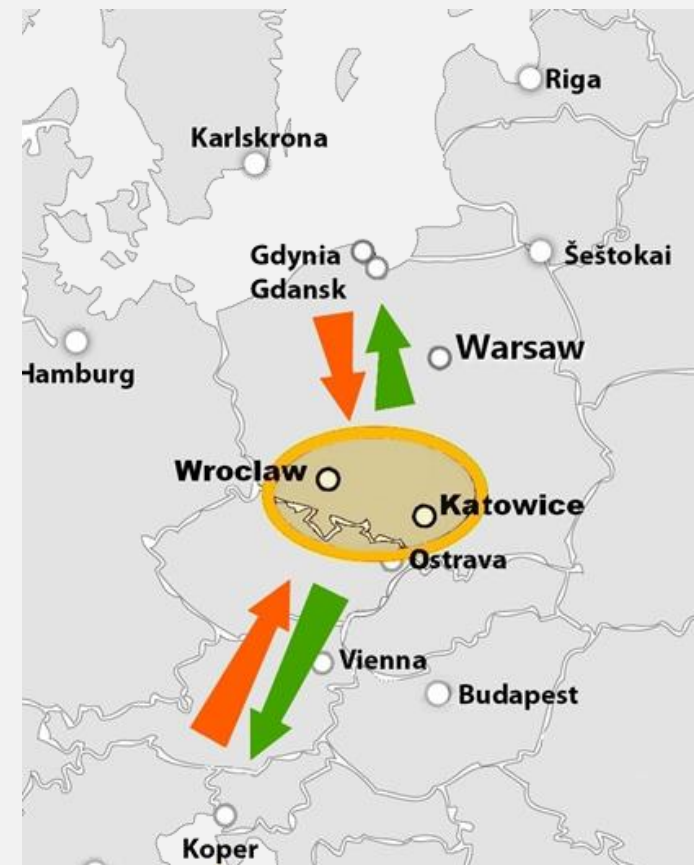 Riga
Karlskrona
Gdynia
Gdansk
Šeštokai
Warsaw
Hamburg
Wroclaw
Katowice
Ostrava
Vienna
Budapest
Koper